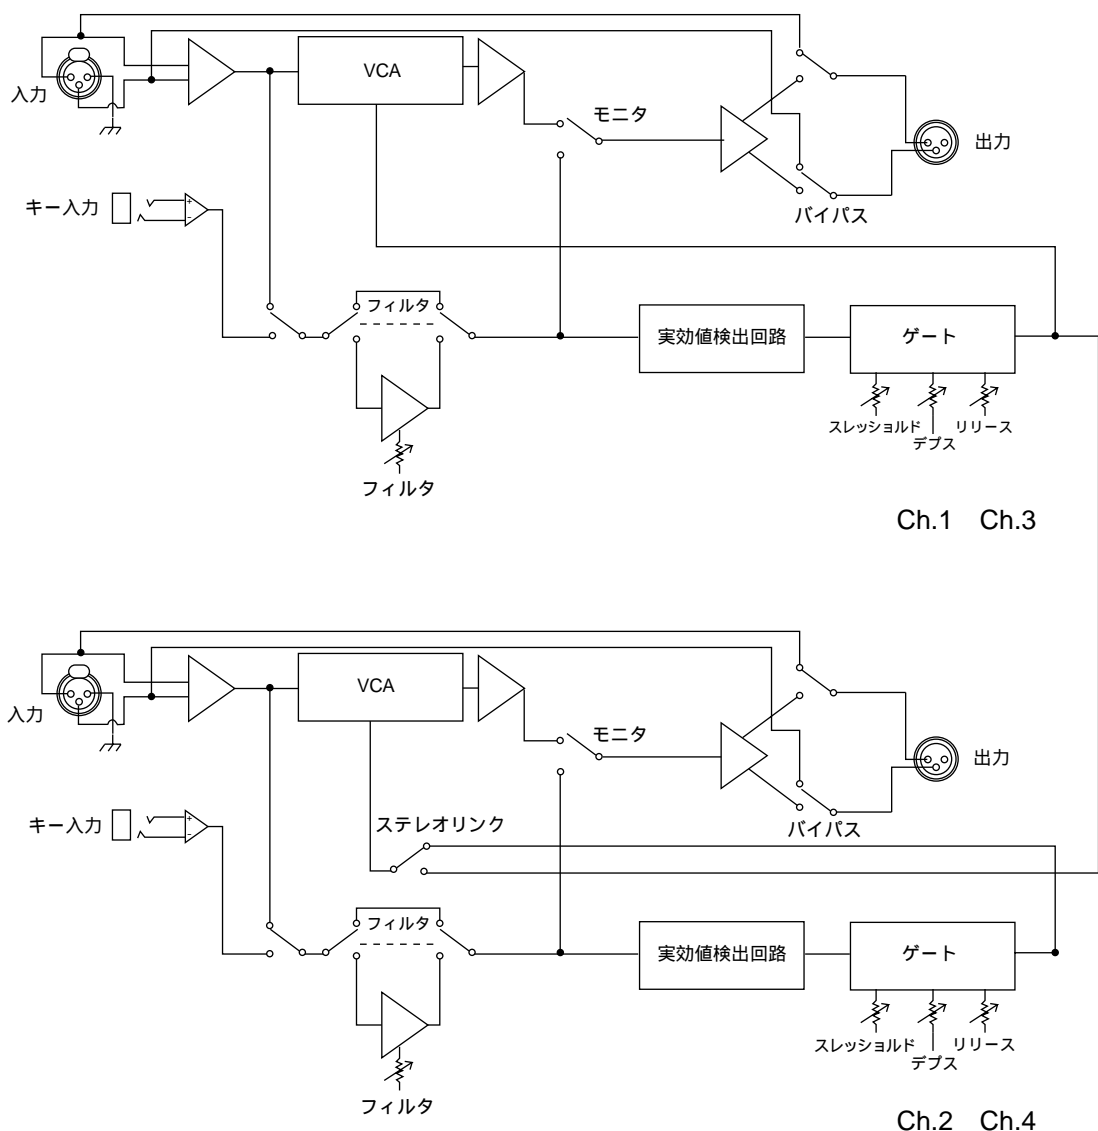 入力
VCA
モニタ
出力
キー入力
バイパス
+
-
フィルタ
実効値検出回路
ゲート
スレッショルド
デプス
リリース
フィルタ
Ch.1 Ch.3
入力
VCA
モニタ
出力
キー入力
+
-
ステレオリンク
バイパス
フィルタ
実効値検出回路
ゲート
スレッショルド
デプス
リリース
フィルタ
Ch.2 Ch.4